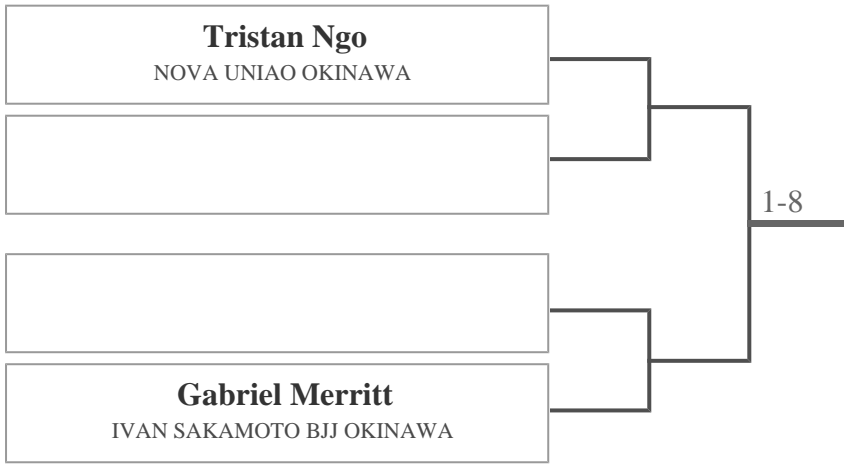 Tristan Ngo
NOVA UNIAO OKINAWA
1-8
Gabriel Merritt
IVAN SAKAMOTO BJJ OKINAWA